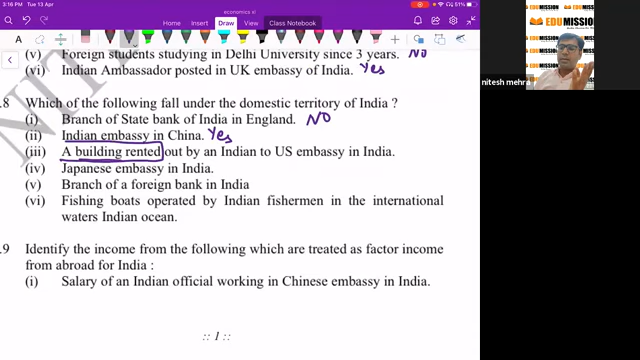 3:16 PM Tue 13 Apr
economics xi
51%
Home Insert Draw View Class Notebook
A
(v) Foreign students studying in Delhi University since 3 years. No
(vi) Indian Ambassador posted in UK embassy of India. Yes
.8 Which of the following fall under the domestic territory of India ?
(i) Branch of State bank of India in England. NO
(ii) Indian embassy in China. Yes
(iii) A building rented out by an Indian to US embassy in India.
(iv) Japanese embassy in India.
(v) Branch of a foreign bank in India
(vi) Fishing boats operated by Indian fishermen in the international
waters Indian ocean.
.9 Identify the income from the following which are treated as factor income
from abroad for India :
(i) Salary of an Indian official working in Chinese embassy in India.
:: 1 ::
NIT
EDUMISSION
EDUMISSION
nitesh mehra